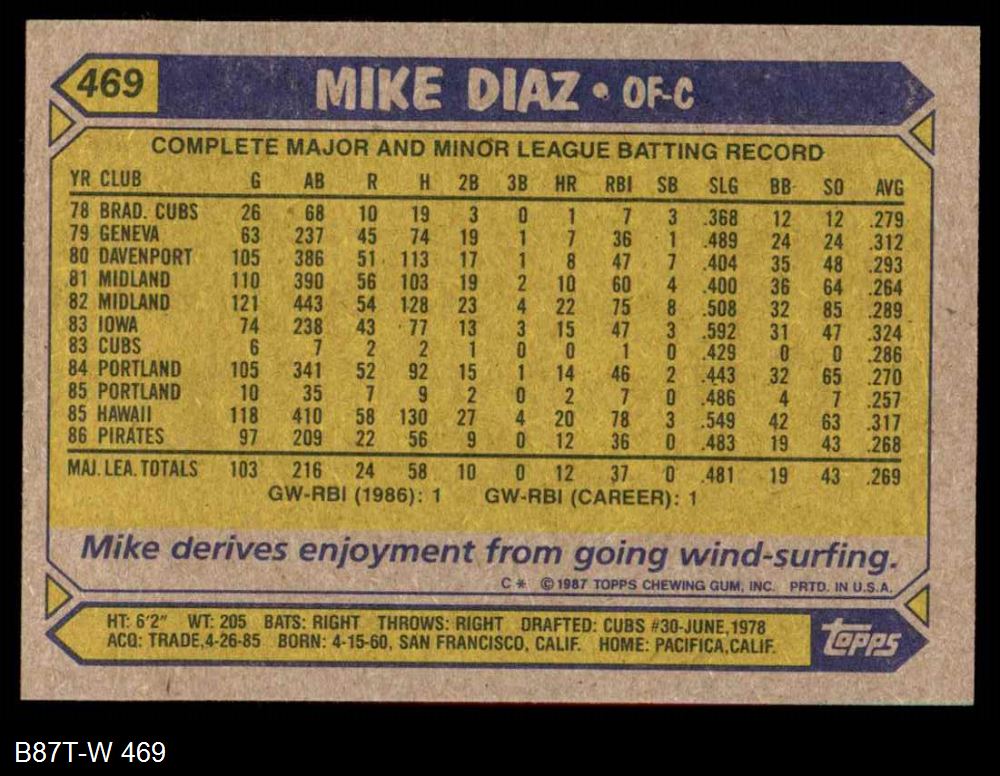 469 MIKE DIAZ • OF-C
COMPLETE MAJOR AND MINOR LEAGUE BATTING RECORD
YR CLUB G AB R H 2B 3B HR RBI SB SLG BB SO AVG
78 BRAD. CUBS 26 68 10 19 3 0 1 7 3 .368 12 12 .279
79 GENEVA 63 237 45 74 19 1 7 36 1 .489 24 24 .312
80 DAVENPORT 105 386 51 113 17 1 8 47 7 .404 35 48 .293
81 MIDLAND 110 390 56 103 19 2 10 60 4 .400 36 64 .264
82 MIDLAND 121 443 54 128 23 4 22 75 8 .508 32 85 .289
83 IOWA 74 238 43 77 13 3 15 47 3 .592 31 47 .324
83 CUBS 6 7 2 2 1 0 0 1 0 .429 0 0 .286
84 PORTLAND 105 341 52 92 15 1 14 46 2 .443 32 65 .270
85 PORTLAND 10 35 7 9 2 0 2 7 0 .486 4 7 .257
85 HAWAII 118 410 58 130 27 4 20 78 3 .549 42 63 .317
86 PIRATES 97 209 22 56 9 0 12 36 0 .483 19 43 .268
MAJ. LEA. TOTALS 103 216 24 58 10 0 12 37 0 .481 19 43 .269
GW-RBI (1986): 1 GW-RBI (CAREER): 1
Mike derives enjoyment from going wind-surfing.
C* ©1987 TOPPS CHEWING GUM, INC. PRTD. IN U.S.A.
HT: 6'2" WT: 205 BATS: RIGHT THROWS: RIGHT DRAFTED: CUBS #30-JUNE, 1978
ACQ: TRADE, 4-26-85 BORN: 4-15-60, SAN FRANCISCO, CALIF. HOME: PACIFICA, CALIF.
topps
B87T-W 469